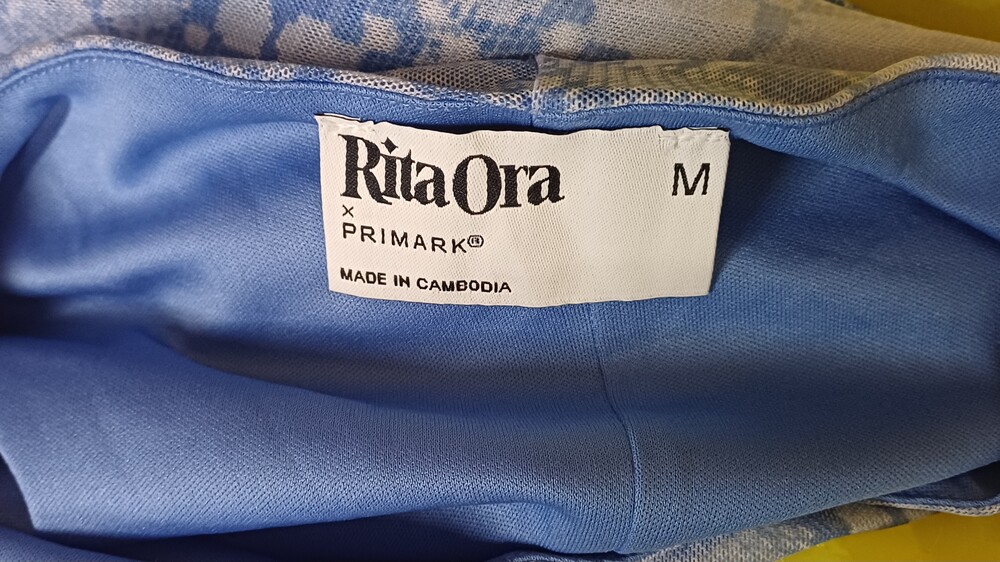 Rita Ora M
×
PRIMARK®
MADE IN CAMBODIA